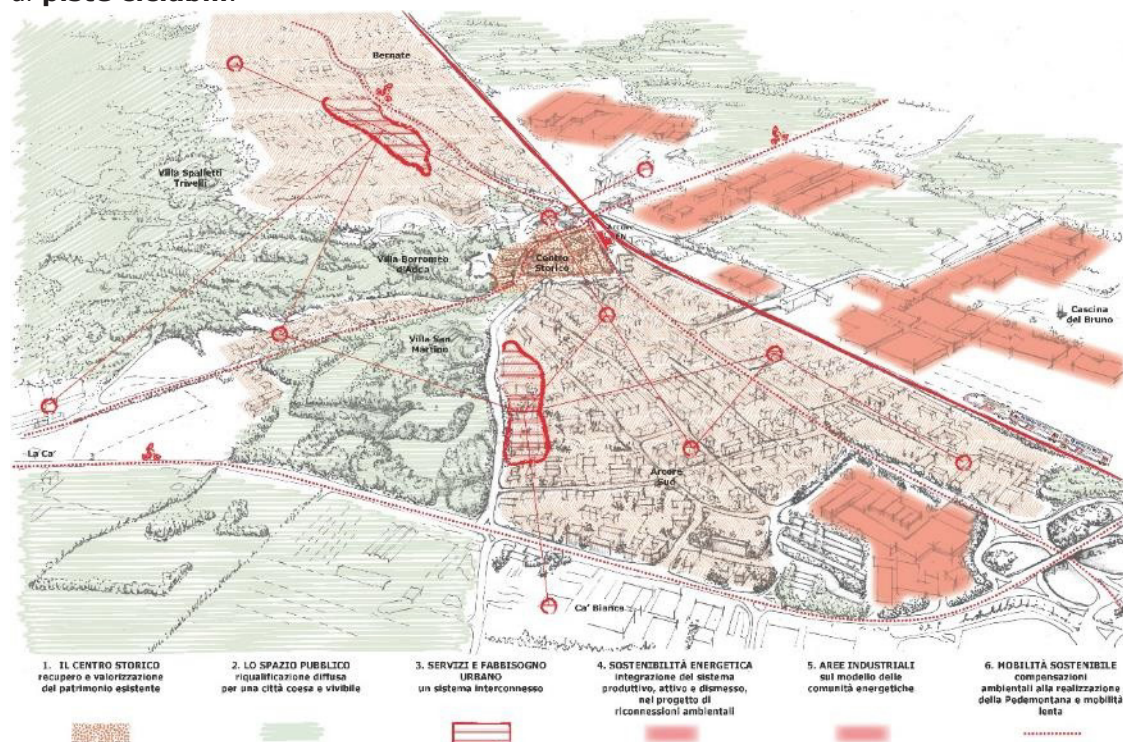 di piste ciclabili.
Bernate
Villa Spalletti
Trivelli
Villa Borromeo
d'Adda
Centro
Storico
Arcore
FN
Cascina
del Bruno
Villa San
Martino
La Ca'
Arcore
Sud
Ca' Bianca
1. IL CENTRO STORICO
recupero e valorizzazione
del patrimonio esistente
2. LO SPAZIO PUBBLICO
riqualificazione diffusa
per una città coesa e vivibile
3. SERVIZI E FABBISOGNO
URBANO
un sistema interconnesso
4. SOSTENIBILITÀ ENERGETICA
integrazione del sistema
produttivo, attivo e dismesso,
nel progetto di
riconnessioni ambientali
5. AREE INDUSTRIALI
sul modello delle
comunità energetiche
6. MOBILITÀ SOSTENIBILE
compensazioni
ambientali alla realizzazione
della Pedemontana e mobilità
lenta